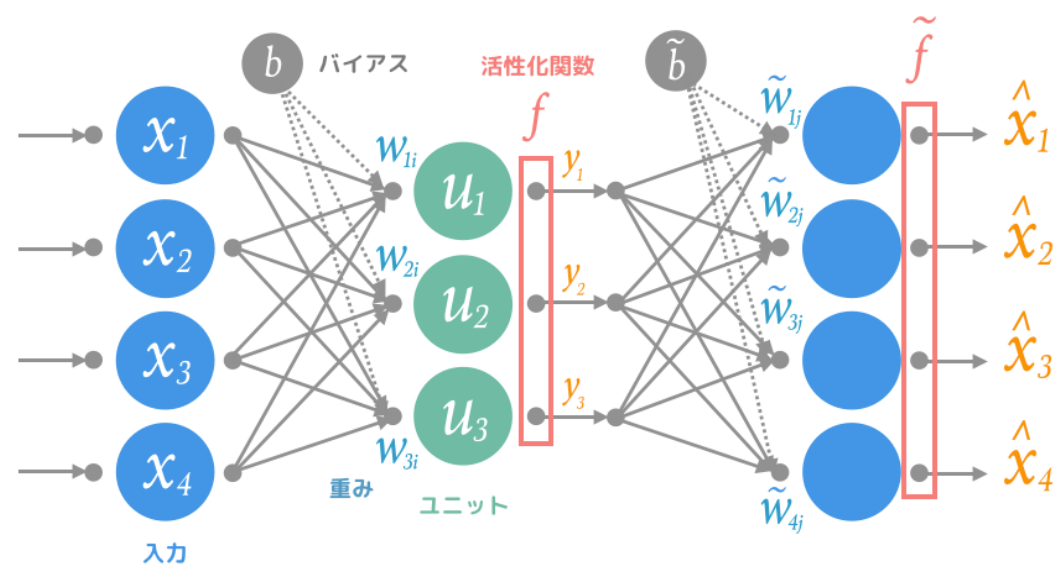 b バイアス
活性化関数
f
b̃
f̃
x₁
x₂
x₃
x₄
入力
w₁ᵢ
w₂ᵢ
w₃ᵢ
重み
u₁
u₂
u₃
ユニット
y₁
y₂
y₃
w̃₁ⱼ
w̃₂ⱼ
w̃₃ⱼ
w̃₄ⱼ
x̂₁
x̂₂
x̂₃
x̂₄